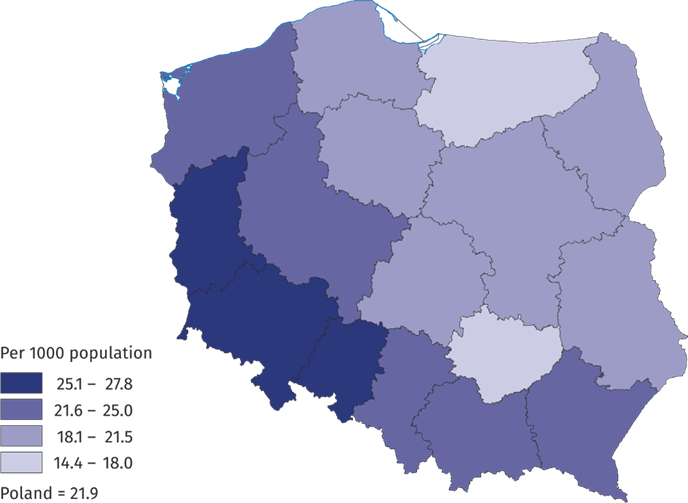 Per 1000 population
25.1 – 27.8
21.6 – 25.0
18.1 – 21.5
14.4 – 18.0
Poland = 21.9